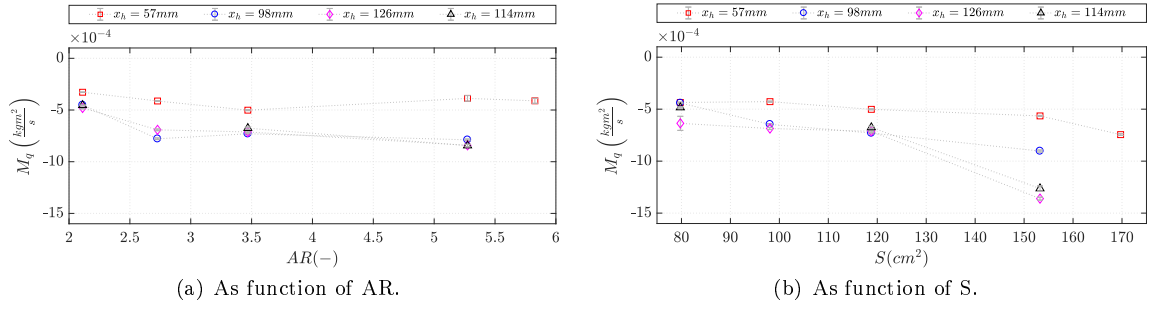 x_h = 57mm x_h = 98mm x_h = 126mm x_h = 114mm
×10^−4
0
-5
-10
-15
M_q (kgm^2/s)
2 2.5 3 3.5 4 4.5 5 5.5 6
AR(−)
(a) As function of AR.
x_h = 57mm x_h = 98mm x_h = 126mm x_h = 114mm
×10^−4
0
-5
-10
-15
M_q (kgm^2/s)
80 90 100 110 120 130 140 150 160 170
S(cm^2)
(b) As function of S.